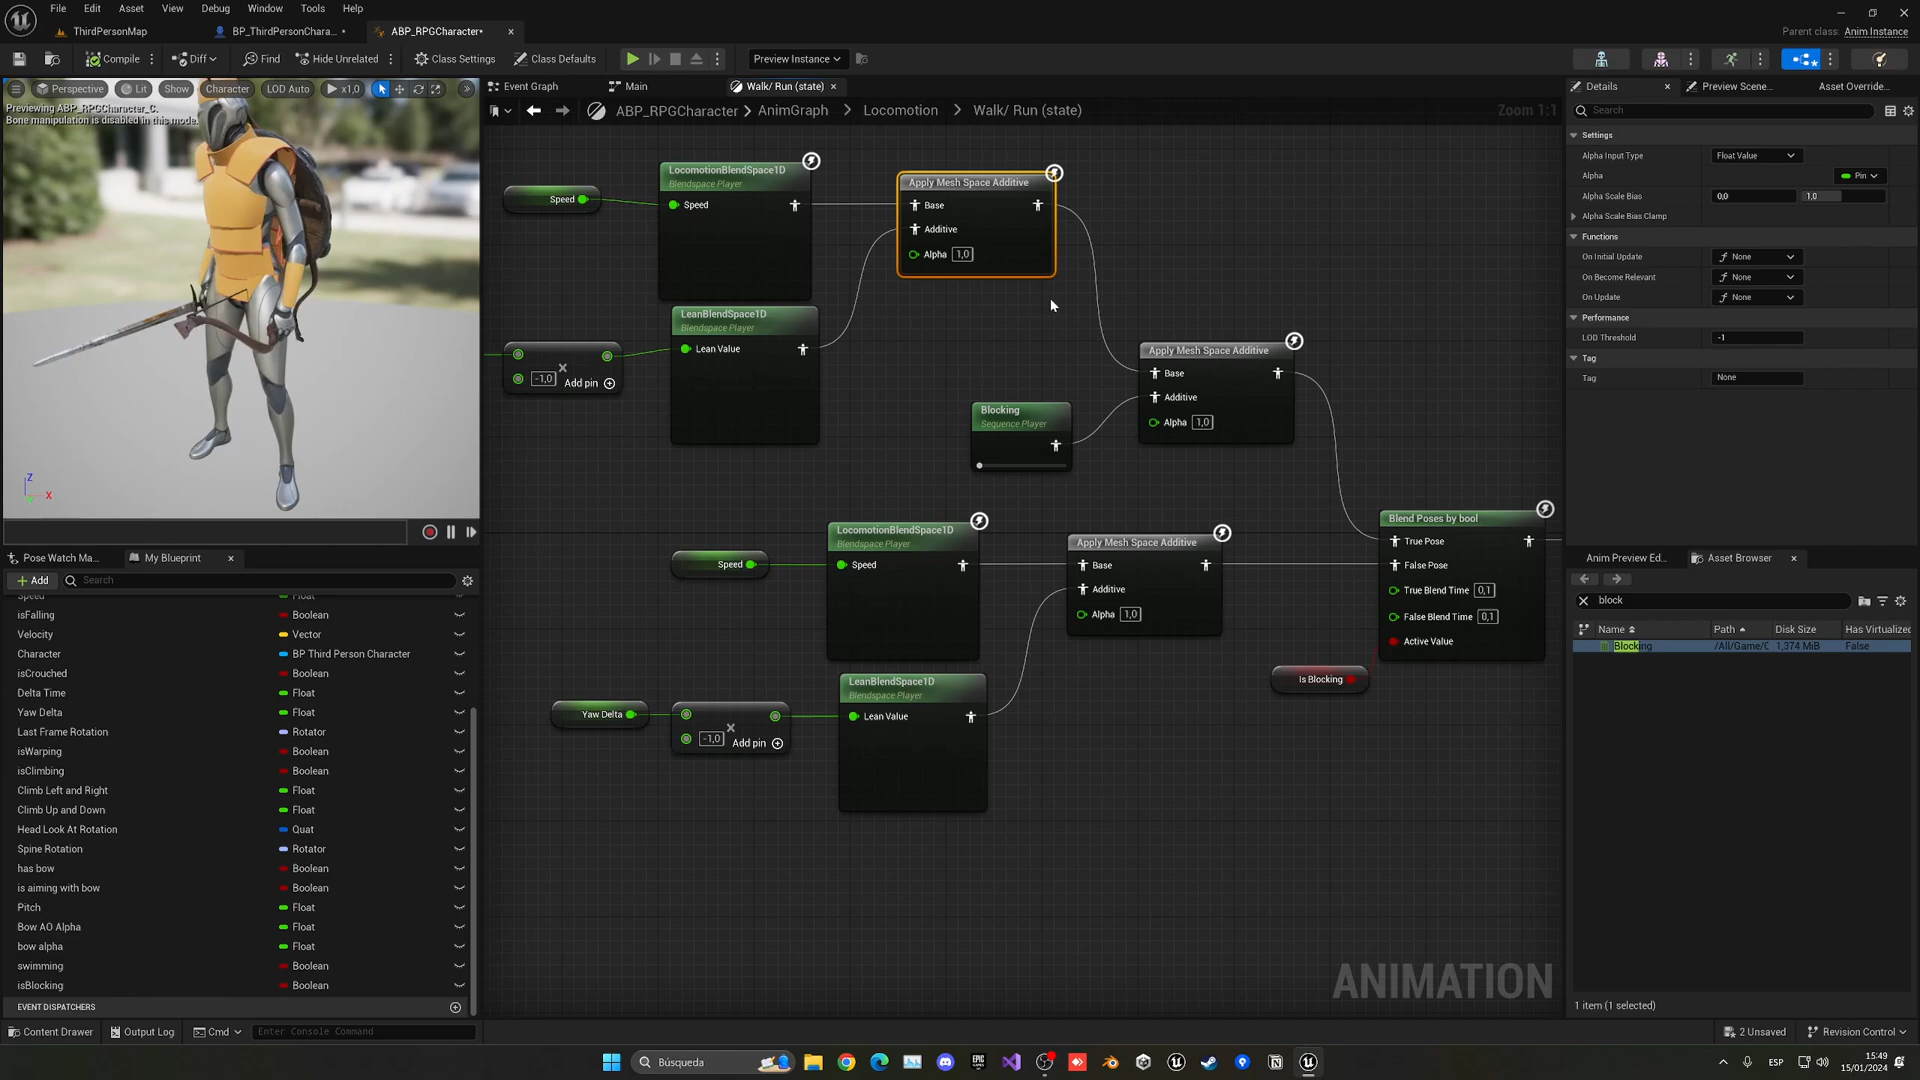 File Edit Asset View Debug Window Tools Help
ThirdPersonMap BP_ThirdPersonChara... • ABP_RPGCharacter•
Parent class: Anim Instance
Compile Diff Find Hide Unrelated Class Settings Class Defaults Preview Instance
Perspective Lit Show Character LOD Auto x1,0
Previewing ABP_RPGCharacter_C.
Bone manipulation is disabled in this mode.
Z
X
Event Graph Main Walk/ Run (state)
ABP_RPGCharacter > AnimGraph > Locomotion > Walk/ Run (state)
Zoom 1:1
Speed
LocomotionBlendSpace1D
Blendspace Player
Speed
Apply Mesh Space Additive
Base
Additive
Alpha 1,0
LeanBlendSpace1D
Blendspace Player
Lean Value
-1,0
Add pin
Apply Mesh Space Additive
Base
Additive
Alpha 1,0
Blocking
Sequence Player
Speed
LocomotionBlendSpace1D
Blendspace Player
Speed
Apply Mesh Space Additive
Base
Additive
Alpha 1,0
Blend Poses by bool
True Pose
False Pose
True Blend Time 0,1
False Blend Time 0,1
Active Value
Is Blocking
Yaw Delta
-1,0
Add pin
LeanBlendSpace1D
Blendspace Player
Lean Value
ANIMATION
Pose Watch Ma... My Blueprint
Add Search
Speed Float
isFalling Boolean
Velocity Vector
Character BP Third Person Character
isCrouched Boolean
Delta Time Float
Yaw Delta Float
Last Frame Rotation Rotator
isWarping Boolean
isClimbing Boolean
Climb Left and Right Float
Climb Up and Down Float
Head Look At Rotation Quat
Spine Rotation Rotator
has bow Boolean
is aiming with bow Boolean
Pitch Float
Bow AO Alpha Float
bow alpha Float
swimming Boolean
isBlocking Boolean
EVENT DISPATCHERS
Details Preview Scene... Asset Override...
Search
Settings
Alpha Input Type Float Value
Alpha Pin
Alpha Scale Bias 0,0 1,0
Alpha Scale Bias Clamp
Functions
On Initial Update None
On Become Relevant None
On Update None
Performance
LOD Threshold -1
Tag
Tag None
Anim Preview Ed... Asset Browser
block
Name Path Disk Size Has Virtualized
Blocking /All/Game/C 1,374 MiB False
1 item (1 selected)
Content Drawer Output Log Cmd Enter Console Command
2 Unsaved Revision Control
Búsqueda
EPIC GAMES
ESP
15:49
15/01/2024